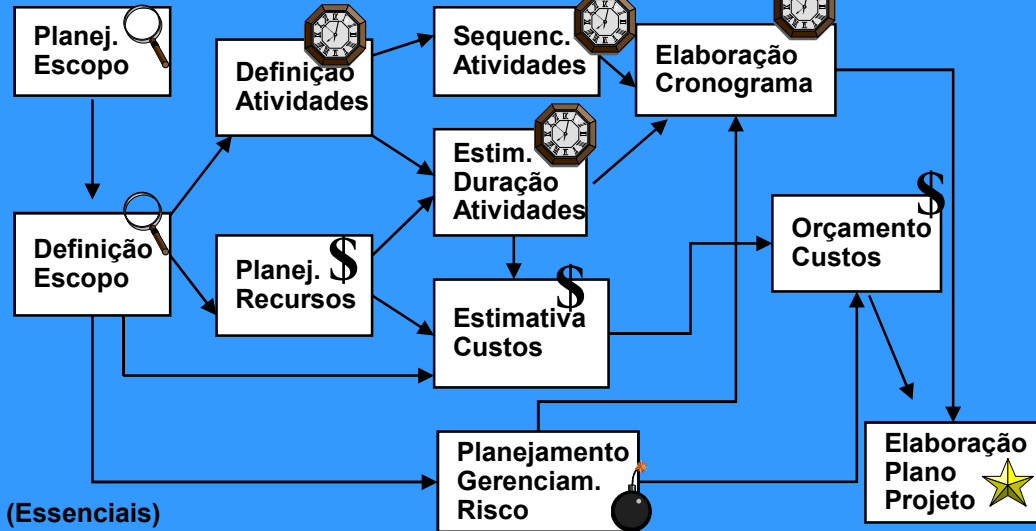 Planej.
Escopo
Definição
Atividades
Sequenc.
Atividades
Elaboração
Cronograma
Estim.
Duração
Atividades
Definição
Escopo
Planej. $
Recursos
$
Estimativa
Custos
$
Orçamento
Custos
Planejamento
Gerenciam.
Risco
Elaboração
Plano
Projeto
(Essenciais)